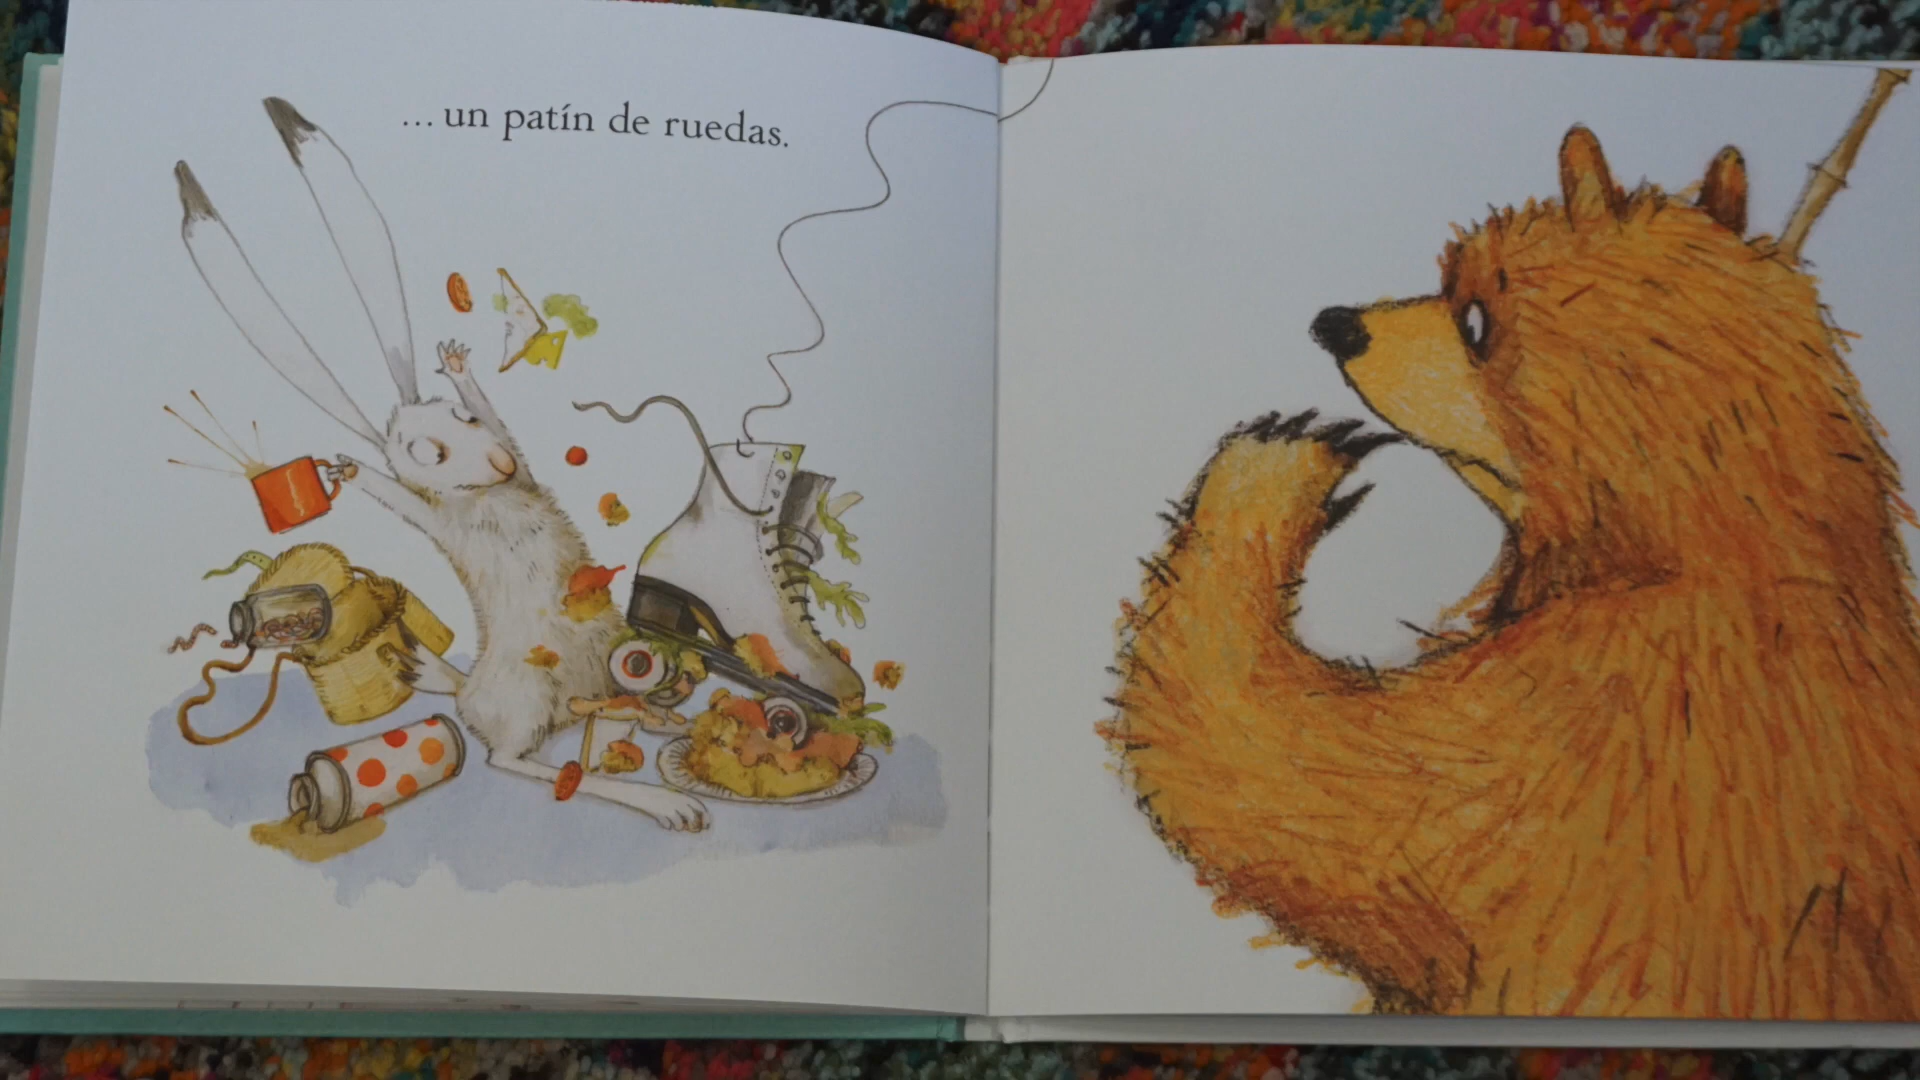 …un patín de ruedas.